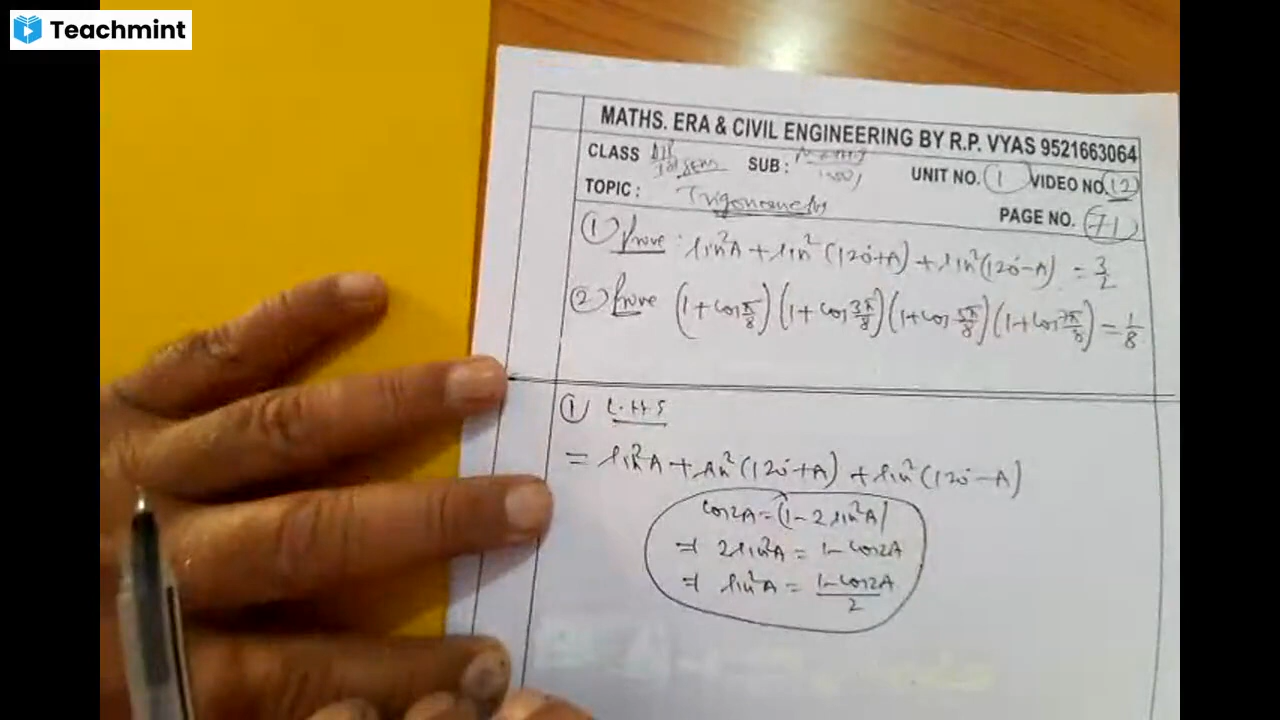 Teachmint
MATHS. ERA & CIVIL ENGINEERING BY R.P. VYAS 9521663064
CLASS SUB : UNIT NO. 1 VIDEO NO. 12
TOPIC : Trigonometry PAGE NO. 71
① Prove : sin²A + sin²(120°+A) + sin²(120°-A) = 3/2
② Prove (1+cos π/8)(1+cos 3π/8)(1+cos 5π/8)(1+cos 7π/8) = 1/8
① L.H.S
= sin²A + sin²(120°+A) + sin²(120°-A)
cos2A = (1-2sin²A)
⇒ 2sin²A = 1-cos2A
⇒ sin²A = 1-cos2A/2